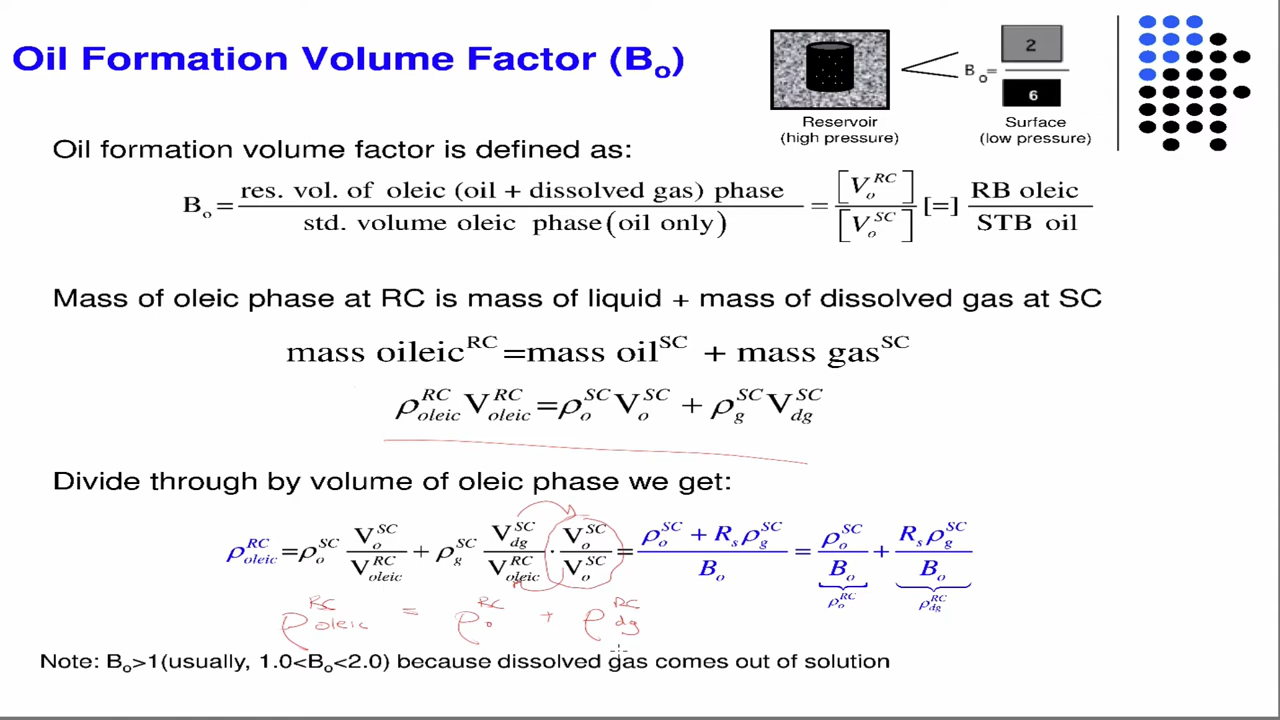 Oil Formation Volume Factor (Bₒ)
2
Bₒ=
6
Reservoir
(high pressure)
Surface
(low pressure)
Oil formation volume factor is defined as:
Bₒ = res. vol. of oleic (oil + dissolved gas) phase / std. volume oleic phase (oil only) = [V_o^RC] / [V_o^SC] [=] RB oleic / STB oil
Mass of oleic phase at RC is mass of liquid + mass of dissolved gas at SC
mass oileic^RC =mass oil^SC + mass gas^SC
ρ_oleic^RC V_oleic^RC = ρ_o^SC V_o^SC + ρ_g^SC V_dg^SC
Divide through by volume of oleic phase we get:
ρ_oleic^RC = ρ_o^SC V_o^SC / V_oleic^RC + ρ_g^SC V_dg^SC / V_oleic^RC · V_o^SC / V_o^SC = (ρ_o^SC + R_s ρ_g^SC) / B_o = ρ_o^SC / B_o + R_s ρ_g^SC / B_o
ρ_o^RC ρ_dg^RC
ρ_oleic^RC = ρ_o^RC + ρ_dg^RC
Note: Bₒ>1(usually, 1.0<Bₒ<2.0) because dissolved gas comes out of solution